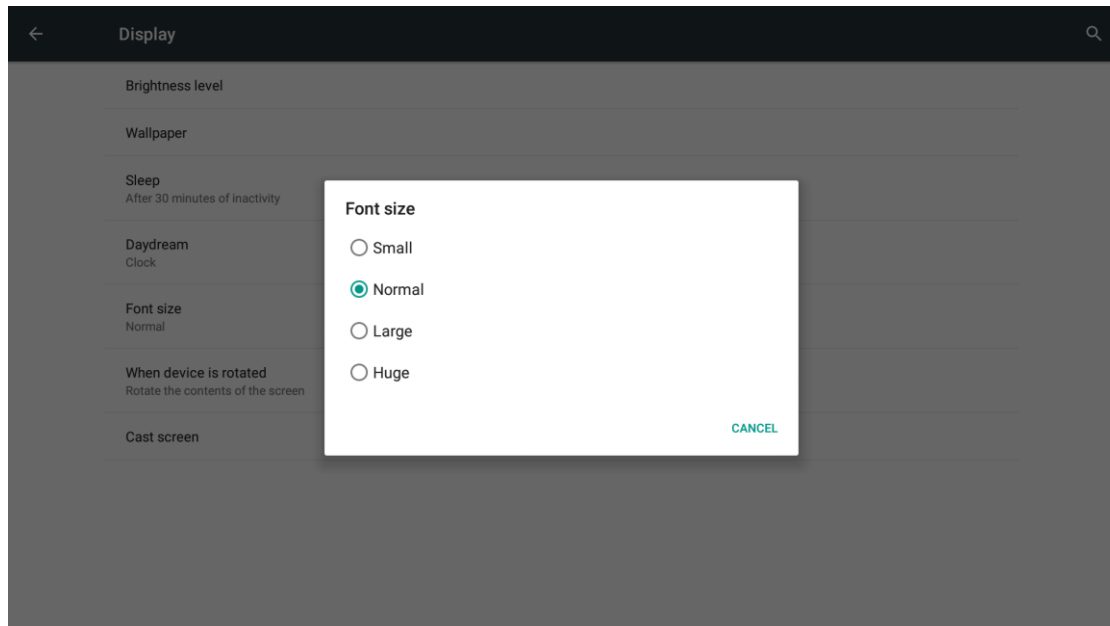 Display
Brightness level
Wallpaper
Sleep
After 30 minutes of inactivity
Daydream
Clock
Font size
Normal
When device is rotated
Rotate the contents of the screen
Cast screen
Font size
Small
Normal
Large
Huge
CANCEL